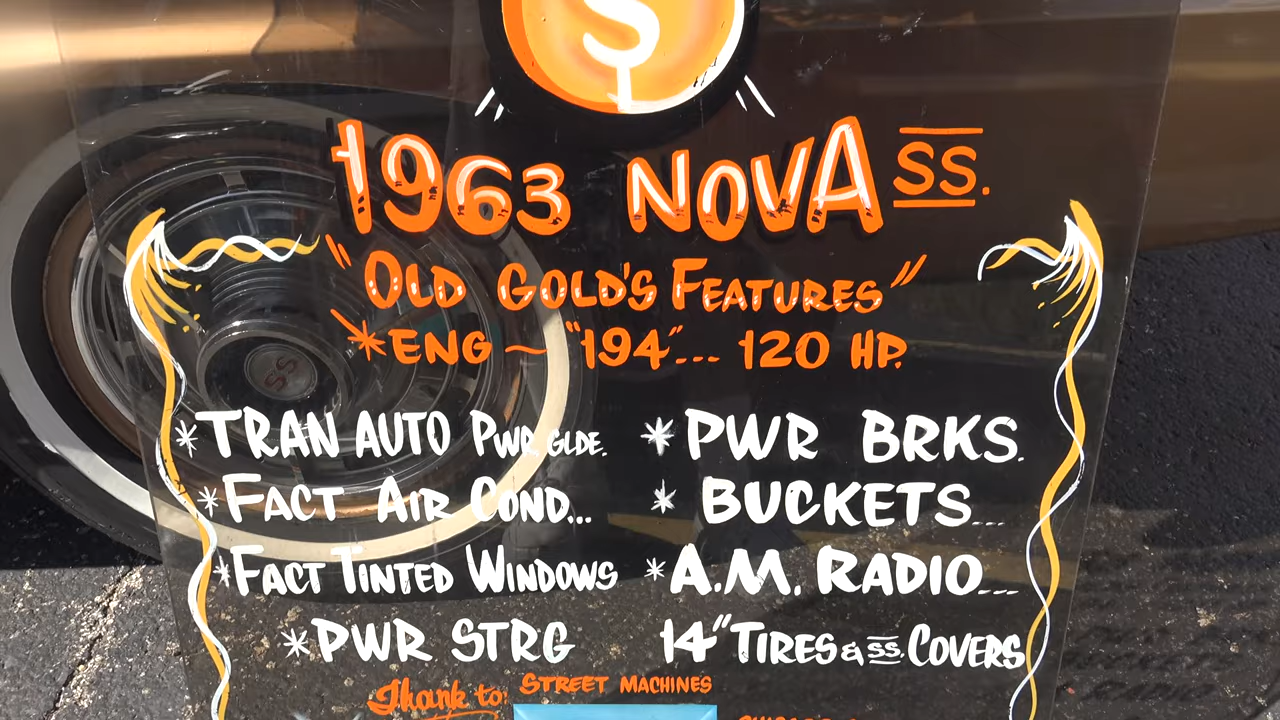 $
1963 NOVA SS.
"OLD GOLD'S FEATURES"
*ENG ~ "194"... 120 HP.
*TRAN AUTO PWR GLDE. *PWR BRKS.
*FACT AIR COND... *BUCKETS...
*FACT TINTED WINDOWS *A.M. RADIO...
*PWR STRG 14" TIRES & SS. COVERS
Thank to: STREET MACHINES
SS